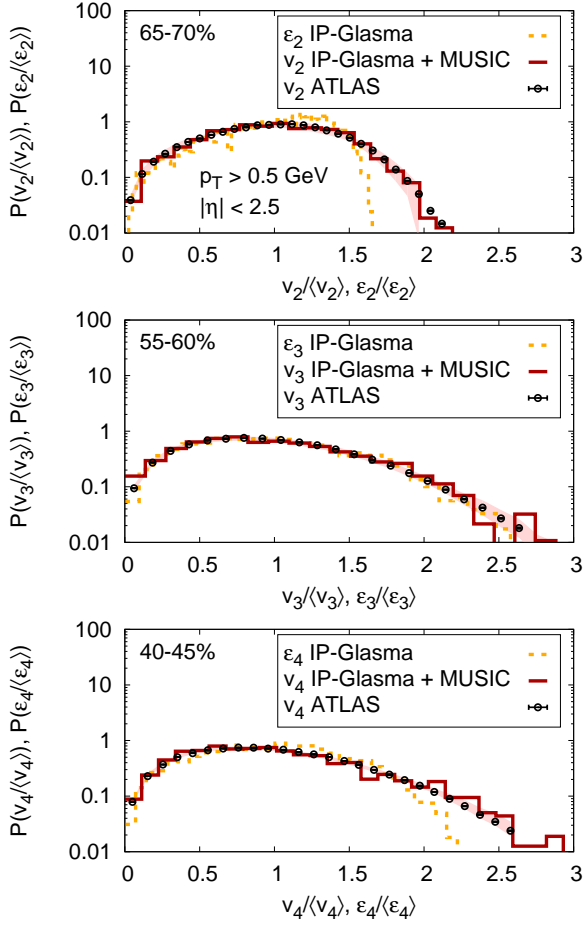 65-70%
ε2 IP-Glasma
v2 IP-Glasma + MUSIC
v2 ATLAS
pT > 0.5 GeV
|η| < 2.5
P(v2/⟨v2⟩), P(ε2/⟨ε2⟩)
100
10
1
0.1
0.01
0 0.5 1 1.5 2 2.5 3
v2/⟨v2⟩, ε2/⟨ε2⟩
55-60%
ε3 IP-Glasma
v3 IP-Glasma + MUSIC
v3 ATLAS
P(v3/⟨v3⟩), P(ε3/⟨ε3⟩)
100
10
1
0.1
0.01
0 0.5 1 1.5 2 2.5 3
v3/⟨v3⟩, ε3/⟨ε3⟩
40-45%
ε4 IP-Glasma
v4 IP-Glasma + MUSIC
v4 ATLAS
P(v4/⟨v4⟩), P(ε4/⟨ε4⟩)
100
10
1
0.1
0.01
0 0.5 1 1.5 2 2.5 3
v4/⟨v4⟩, ε4/⟨ε4⟩